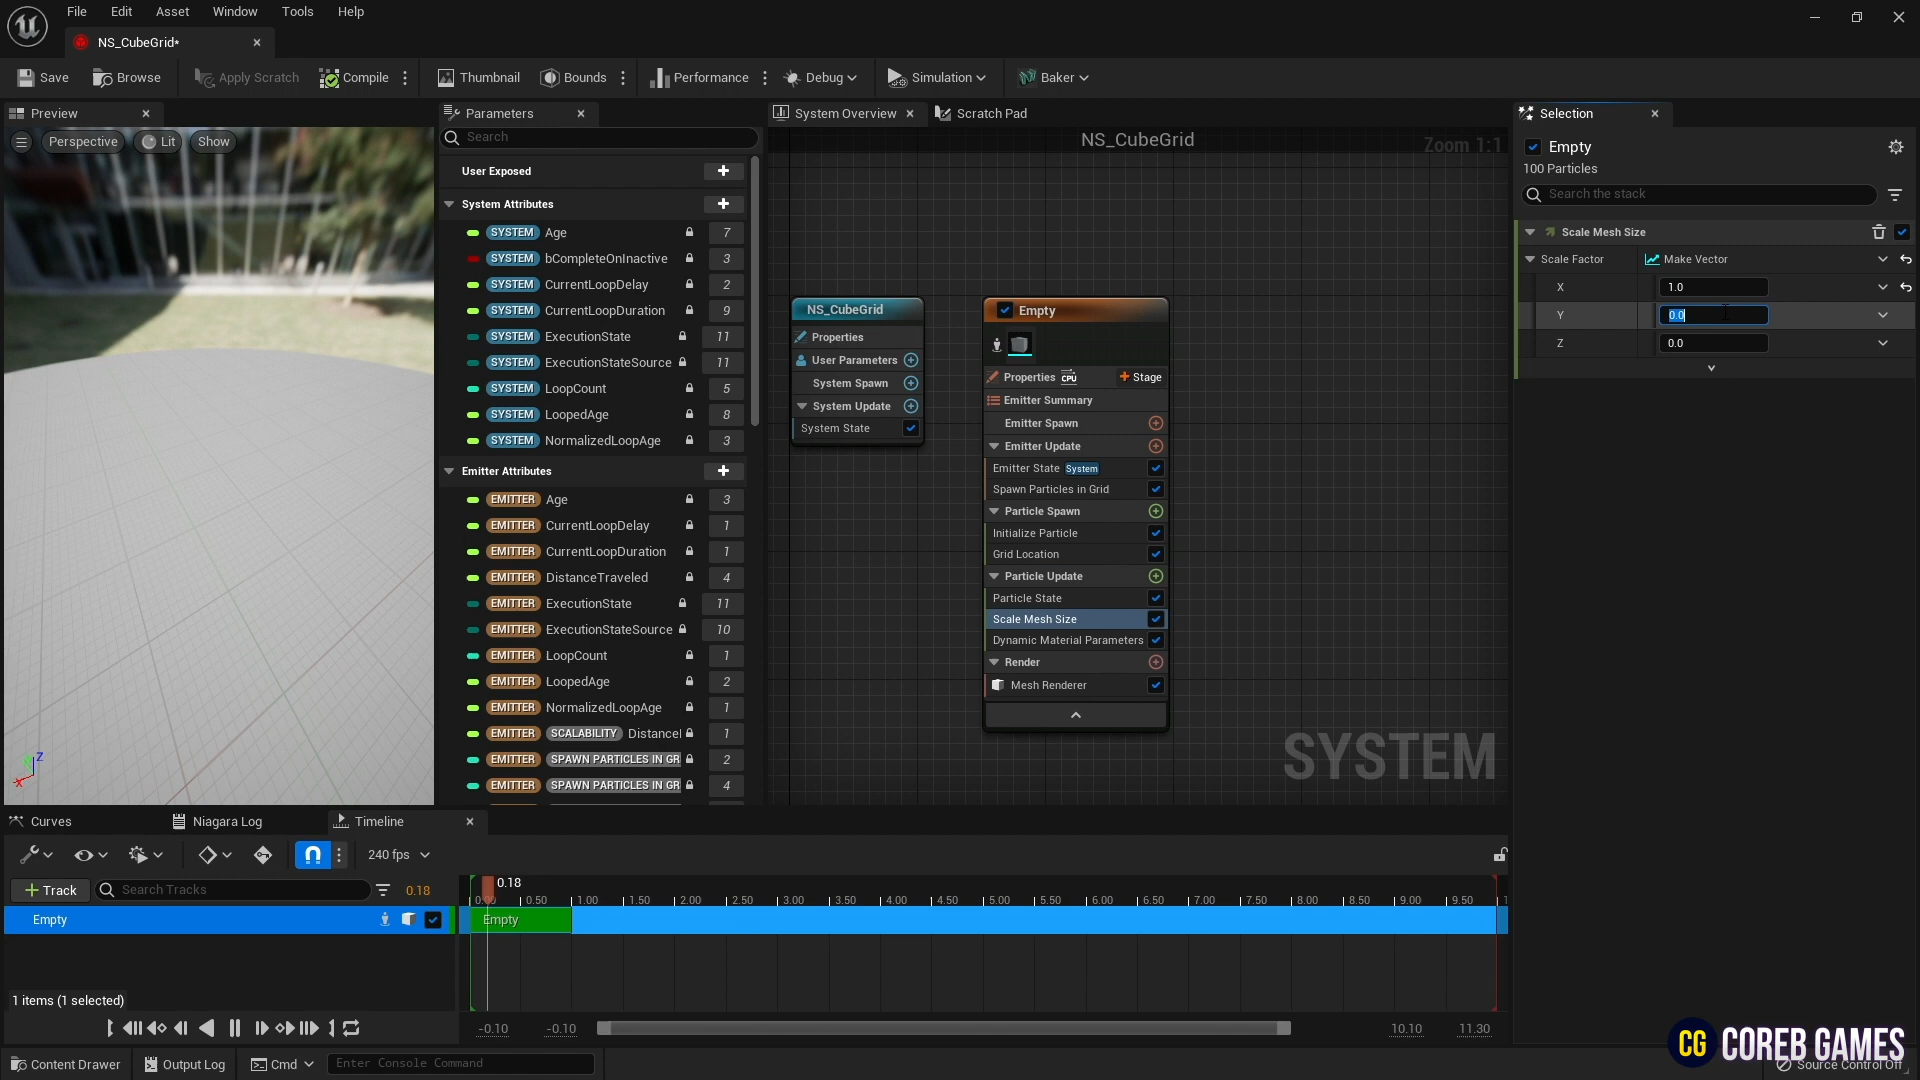 File Edit Asset Window Tools Help
NS_CubeGrid*
Save Browse Apply Scratch Compile Thumbnail Bounds Performance Debug Simulation Baker
Preview
Perspective Lit Show
Z
X
Parameters
Search
User Exposed
System Attributes
SYSTEM Age 7
SYSTEM bCompleteOnInactive 3
SYSTEM CurrentLoopDelay 2
SYSTEM CurrentLoopDuration 9
SYSTEM ExecutionState 11
SYSTEM ExecutionStateSource 11
SYSTEM LoopCount 5
SYSTEM LoopedAge 8
SYSTEM NormalizedLoopAge 3
Emitter Attributes
EMITTER Age 3
EMITTER CurrentLoopDelay 1
EMITTER CurrentLoopDuration 1
EMITTER DistanceTraveled 4
EMITTER ExecutionState 11
EMITTER ExecutionStateSource 10
EMITTER LoopCount 1
EMITTER LoopedAge 2
EMITTER NormalizedLoopAge 1
EMITTER SCALABILITY Distance 1
EMITTER SPAWN PARTICLES IN GR 2
EMITTER SPAWN PARTICLES IN GR 4
System Overview Scratch Pad
NS_CubeGrid
Zoom 1:1
NS_CubeGrid
Properties
User Parameters
System Spawn
System Update
System State
Empty
Properties CPU + Stage
Emitter Summary
Emitter Spawn
Emitter Update
Emitter State System
Spawn Particles in Grid
Particle Spawn
Initialize Particle
Grid Location
Particle Update
Particle State
Scale Mesh Size
Dynamic Material Parameters
Render
Mesh Renderer
SYSTEM
Selection
Empty
100 Particles
Search the stack
Scale Mesh Size
Scale Factor Make Vector
X 1.0
Y 0.0
Z 0.0
Curves Niagara Log Timeline
240 fps
+ Track Search Tracks 0.18
0.18
0.50 1.00 1.50 2.00 2.50 3.00 3.50 4.00 4.50 5.00 5.50 6.00 6.50 7.00 7.50 8.00 8.50 9.00 9.50
Empty
Empty
1 items (1 selected)
-0.10 -0.10 10.10 11.30
Content Drawer Output Log Cmd Enter Console Command
CG COREB GAMES
Source Control Off